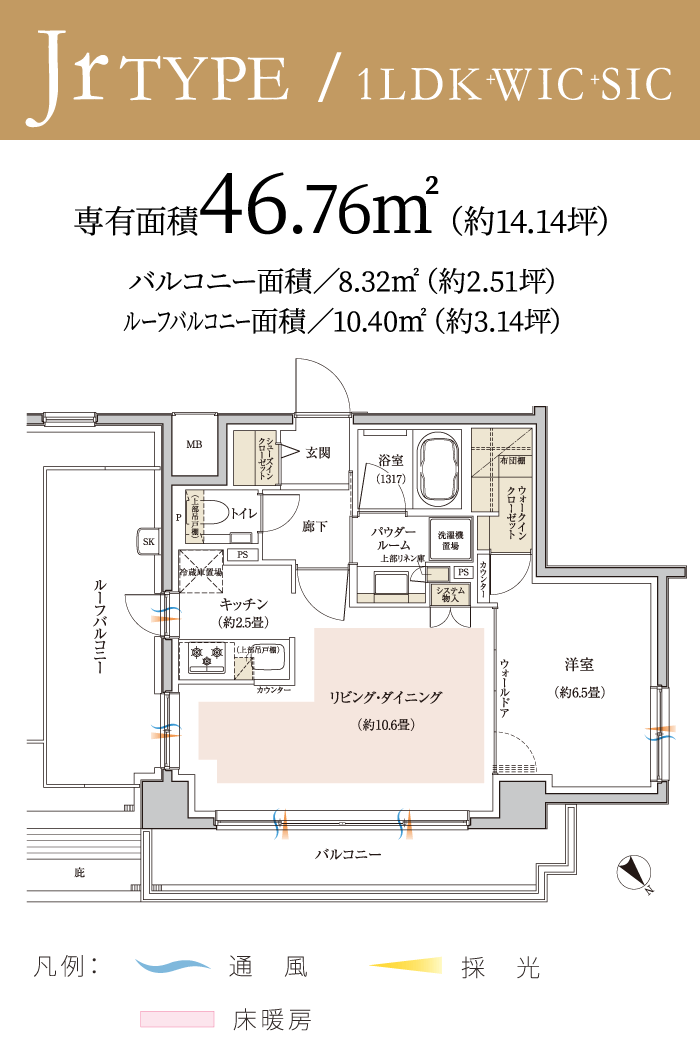 Jr TYPE / 1LDK+WIC+SIC
専有面積46.76m²（約14.14坪）
バルコニー面積／8.32㎡（約2.51坪）
ルーフバルコニー面積／10.40㎡（約3.14坪）
MB
シューズイン
クローゼット
玄関
浴室
（1317）
布団棚
ウォークイン
クローゼット
P
（上部吊戸棚）
トイレ
廊下
パウダー
ルーム
洗濯機
置場
上部リネン庫
SK
PS
PS
カウンター
冷蔵庫置場
システム
物入
ルーフバルコニー
キッチン
（約2.5畳）
（上部吊戸棚）
カウンター
リビング・ダイニング
（約10.6畳）
ウォールドア
洋室
（約6.5畳）
バルコニー
庇
N
凡例：
通 風
採 光
床暖房